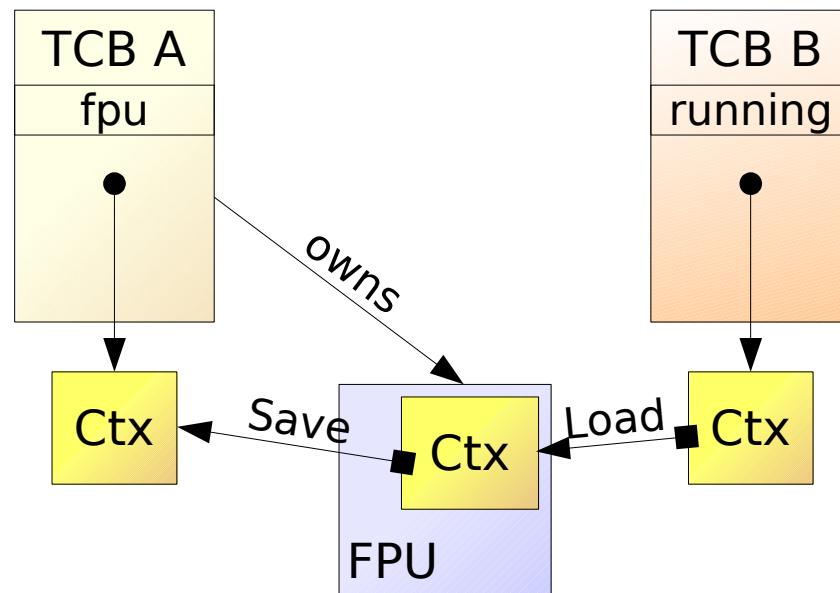 TCB A
fpu
TCB B
running
owns
Ctx
Save
Ctx
Load
Ctx
FPU